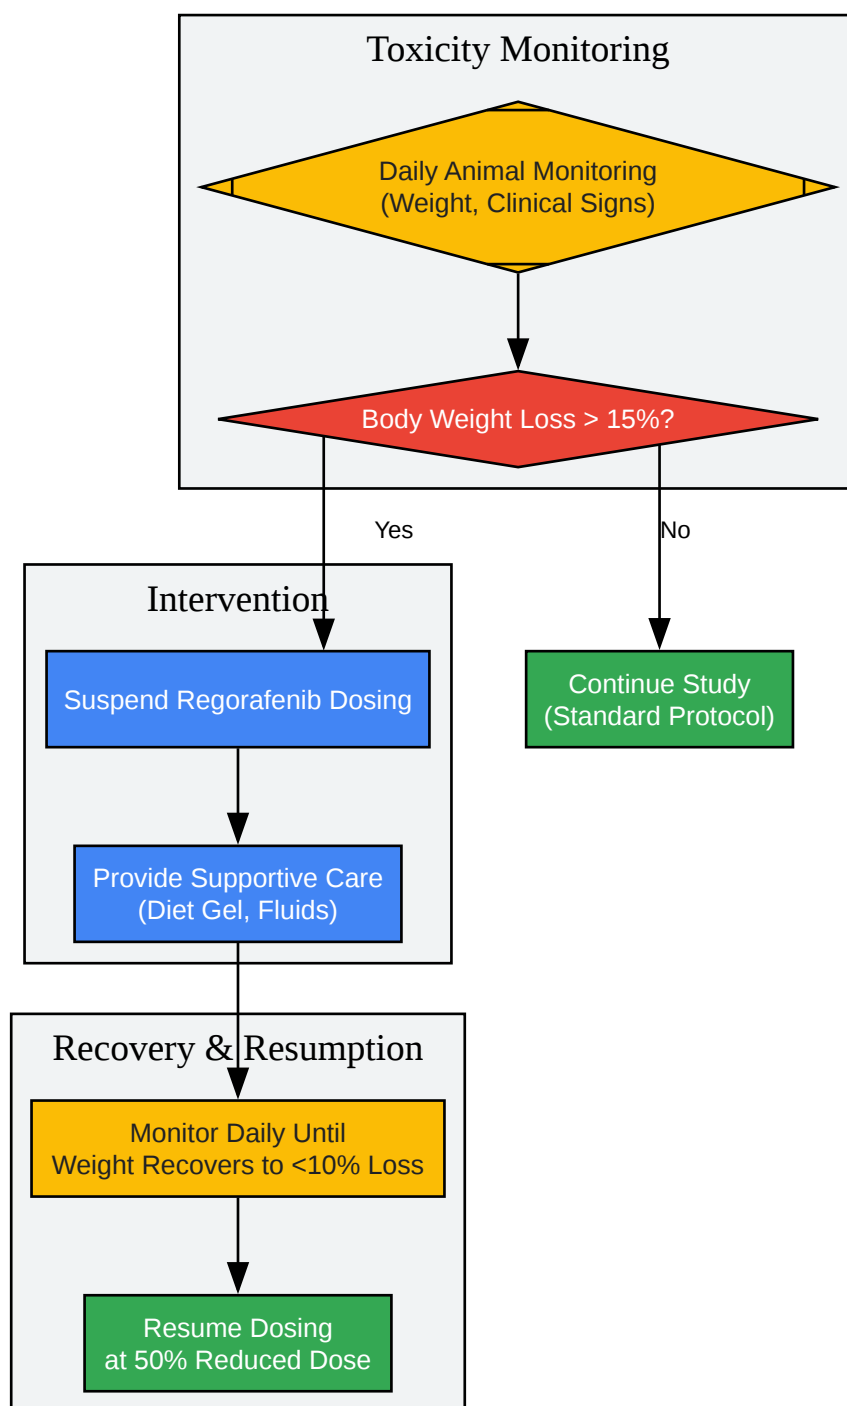 Toxicity Monitoring
Daily Animal Monitoring
(Weight, Clinical Signs)
Body Weight Loss > 15%?
Yes
No
Intervention
Suspend Regorafenib Dosing
Continue Study
(Standard Protocol)
Provide Supportive Care
(Diet Gel, Fluids)
Recovery & Resumption
Monitor Daily Until
Weight Recovers to <10% Loss
Resume Dosing
at 50% Reduced Dose